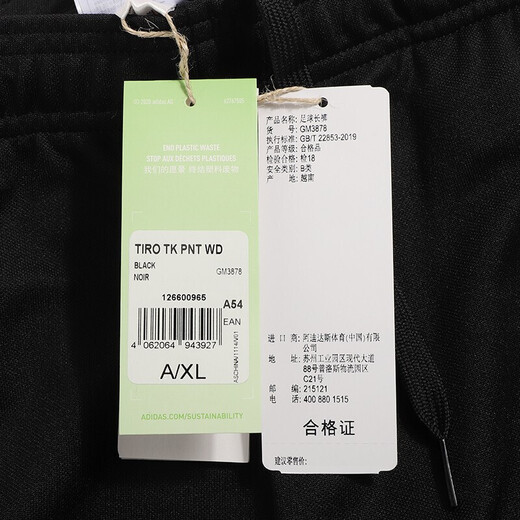 END PLASTIC WASTE
STOP AUX DÉCHETS PLASTIQUES
TIRO TK PNT WD
BLACK
NOIR
GM3878
126600965
A54
EAN
4 062064 943927
A/XL
ADIDAS.COM/SUSTAINABILITY
产品名称: 足球长裤
货 号: GM3878
执行标准: GB/T 22853-2019
产品等级: 合格品
检验合格: 检18
安全类别: B类
产 地: 越南
进 口 商: 阿迪达斯体育(中国)有限
公司
地 址: 苏州工业园区现代大道
88号普洛斯物流园区
C21号
邮 编: 215121
电 话: 400 880 1515
合格证
建议零售价: